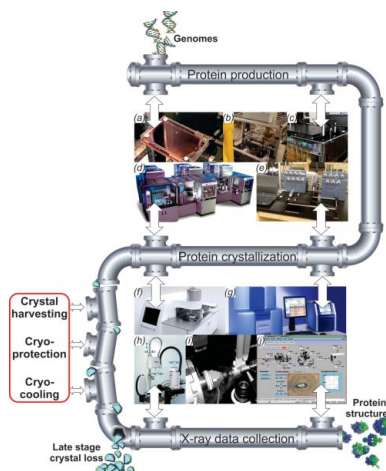 Genomes
Protein production
(a)
(b)
(c)
(d)
(e)
Protein crystallization
Crystal
harvesting
Cryo-
protection
Cryo-
cooling
(f)
(g)
(h)
(i)
(j)
Late stage
crystal loss
X-ray data collection
Protein
structures